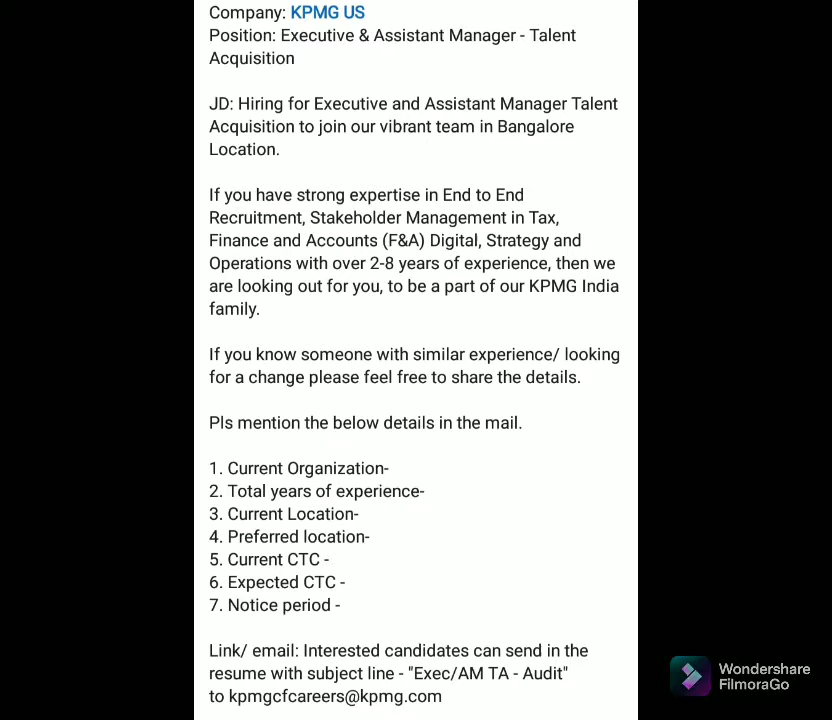 Company: KPMG US
Position: Executive & Assistant Manager - Talent
Acquisition
JD: Hiring for Executive and Assistant Manager Talent
Acquisition to join our vibrant team in Bangalore
Location.
If you have strong expertise in End to End
Recruitment, Stakeholder Management in Tax,
Finance and Accounts (F&A) Digital, Strategy and
Operations with over 2-8 years of experience, then we
are looking out for you, to be a part of our KPMG India
family.
If you know someone with similar experience/ looking
for a change please feel free to share the details.
Pls mention the below details in the mail.
1. Current Organization-
2. Total years of experience-
3. Current Location-
4. Preferred location-
5. Current CTC -
6. Expected CTC -
7. Notice period -
Link/ email: Interested candidates can send in the
resume with subject line - "Exec/AM TA - Audit"
to kpmgcfcareers@kpmg.com
Wondershare
FilmoraGo